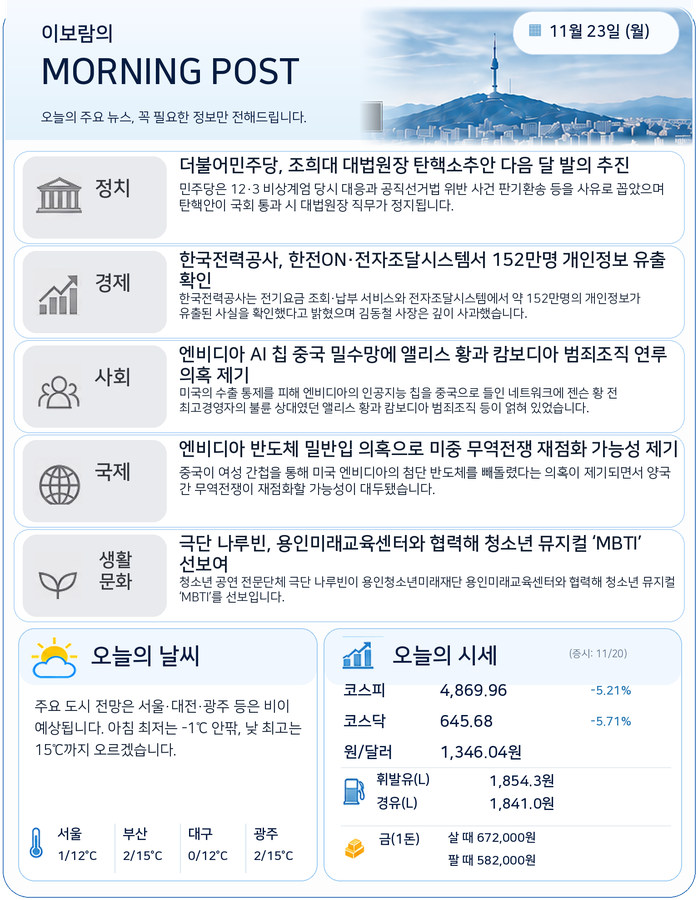 이보람의
MORNING POST
오늘의 주요 뉴스, 꼭 필요한 정보만 전해드립니다.
11월 23일 (월)
정치
더불어민주당, 조희대 대법원장 탄핵소추안 다음 달 발의 추진
민주당은 12·3 비상계엄 당시 대응과 공직선거법 위반 사건 판기환송 등을 사유로 꼽았으며
탄핵안이 국회 통과 시 대법원장 직무가 정지됩니다.
경제
한국전력공사, 한전ON·전자조달시스템서 152만명 개인정보 유출
확인
한국전력공사는 전기요금 조회·납부 서비스와 전자조달시스템에서 약 152만명의 개인정보가
유출된 사실을 확인했다고 밝혔으며 김동철 사장은 깊이 사과했습니다.
사회
엔비디아 AI 칩 중국 밀수망에 앨리스 황과 캄보디아 범죄조직 연루
의혹 제기
미국의 수출 통제를 피해 엔비디아의 인공지능 칩을 중국으로 들인 네트워크에 젠슨 황 전
최고경영자의 불륜 상대였던 앨리스 황과 캄보디아 범죄조직 등이 얽혀 있었습니다.
국제
엔비디아 반도체 밀반입 의혹으로 미중 무역전쟁 재점화 가능성 제기
중국이 여성 간첩을 통해 미국 엔비디아의 첨단 반도체를 빼돌렸다는 의혹이 제기되면서 양국
간 무역전쟁이 재점화할 가능성이 대두됐습니다.
생활
문화
극단 나루빈, 용인미래교육센터와 협력해 청소년 뮤지컬 ‘MBTI’
선보여
청소년 공연 전문단체 극단 나루빈이 용인청소년미래재단 용인미래교육센터와 협력해 청소년 뮤지컬
‘MBTI’를 선보입니다.
오늘의 날씨
주요 도시 전망은 서울·대전·광주 등은 비이
예상됩니다. 아침 최저는 -1℃ 안팎, 낮 최고는
15℃까지 오르겠습니다.
서울 부산 대구 광주
1/12°C 2/15°C 0/12°C 2/15°C
오늘의 시세 (증시: 11/20)
코스피 4,869.96 -5.21%
코스닥 645.68 -5.71%
원/달러 1,346.04원
휘발유(L) 1,854.3원
경유(L) 1,841.0원
금(1돈) 살 때 672,000원
팔 때 582,000원